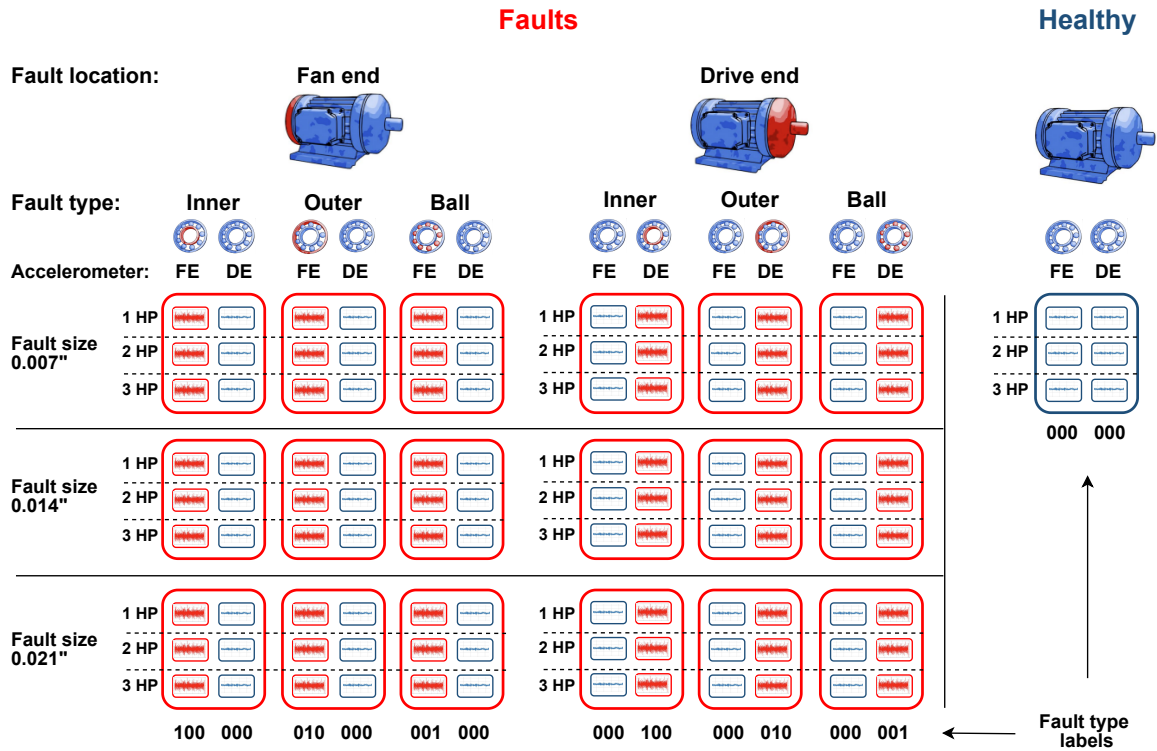 Faults Healthy
Fault location: Fan end Drive end
Fault type: Inner Outer Ball Inner Outer Ball
Accelerometer: FE DE FE DE FE DE FE DE FE DE FE DE FE DE
1 HP 1 HP 1 HP
Fault size
0.007"
2 HP 2 HP 2 HP
3 HP 3 HP 3 HP
000 000
1 HP 1 HP
Fault size
0.014"
2 HP 2 HP
3 HP 3 HP
1 HP 1 HP
Fault size
0.021"
2 HP 2 HP
3 HP 3 HP
100 000 010 000 001 000 000 100 000 010 000 001
Fault type
labels